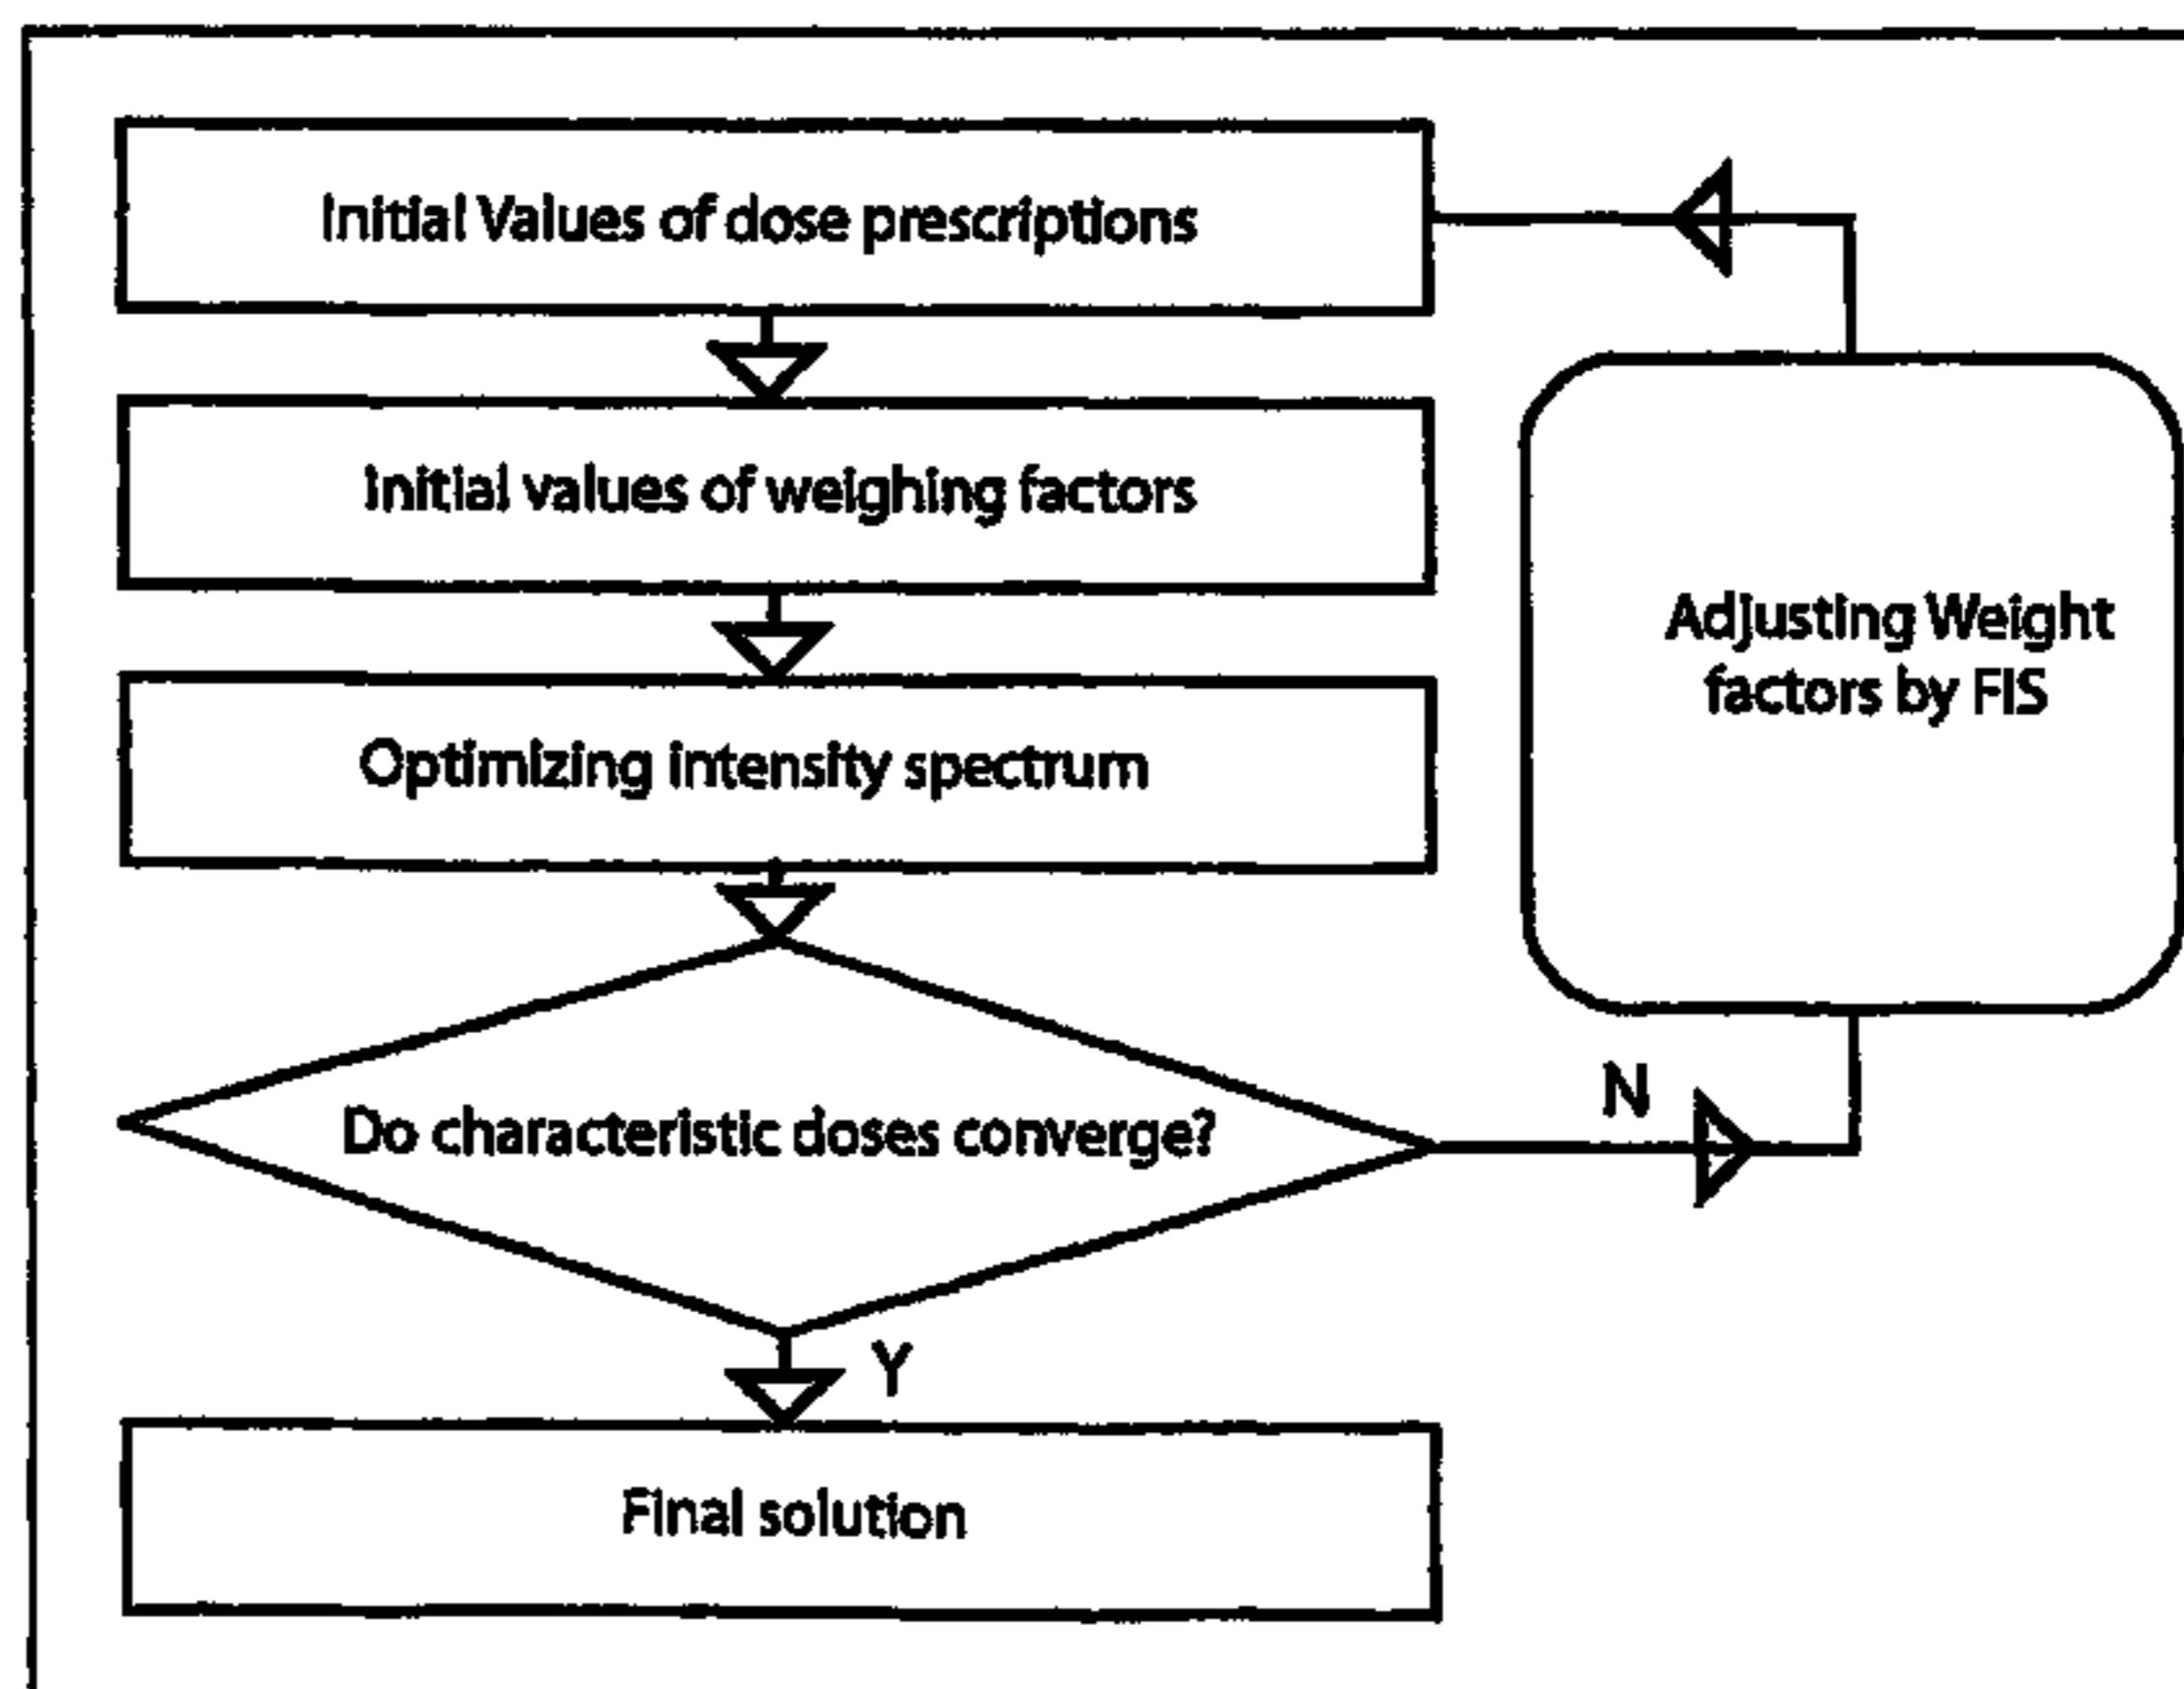 Initial Values of dose prescriptions
Initial values of weighing factors
Optimizing intensity spectrum
Adjusting Weight
factors by FIS
Do characteristic doses converge?
N
Y
Final solution